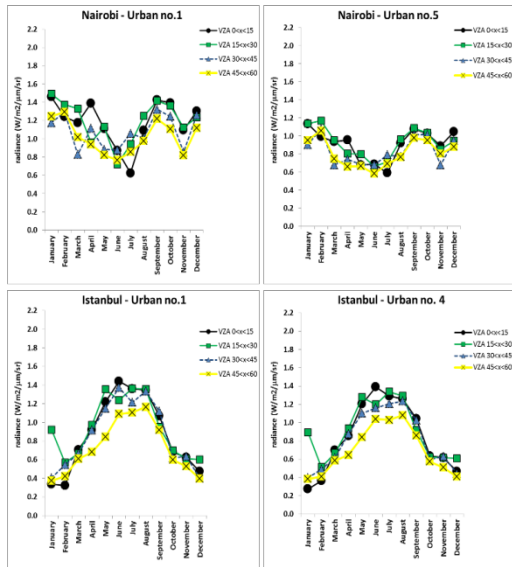 Nairobi - Urban no.1
VZA 0<x<15
VZA 15<x<30
VZA 30<x<45
VZA 45<x<60
radiance (W/m2/μm/sr)
2.2
2.0
1.8
1.6
1.4
1.2
1.0
0.8
0.6
0.4
0.2
0.0
January
February
March
April
May
June
July
August
September
October
November
December
Nairobi - Urban no.5
VZA 0<x<15
VZA 15<x<30
VZA 30<x<45
VZA 45<x<60
radiance (W/m2/μm/sr)
2.2
2.0
1.8
1.6
1.4
1.2
1.0
0.8
0.6
0.4
0.2
0.0
January
February
March
April
May
June
July
August
September
October
November
December
Istanbul - Urban no.1
VZA 0<x<15
VZA 15<x<30
VZA 30<x<45
VZA 45<x<60
radiance (W/m2/μm/sr)
2.2
2.0
1.8
1.6
1.4
1.2
1.0
0.8
0.6
0.4
0.2
0.0
January
February
March
April
May
June
July
August
September
October
November
December
Istanbul - Urban no. 4
VZA 0<x<15
VZA 15<x<30
VZA 30<x<45
VZA 45<x<60
radiance (W/m2/μm/sr)
2.2
2.0
1.8
1.6
1.4
1.2
1.0
0.8
0.6
0.4
0.2
0.0
January
February
March
April
May
June
July
August
September
October
November
December